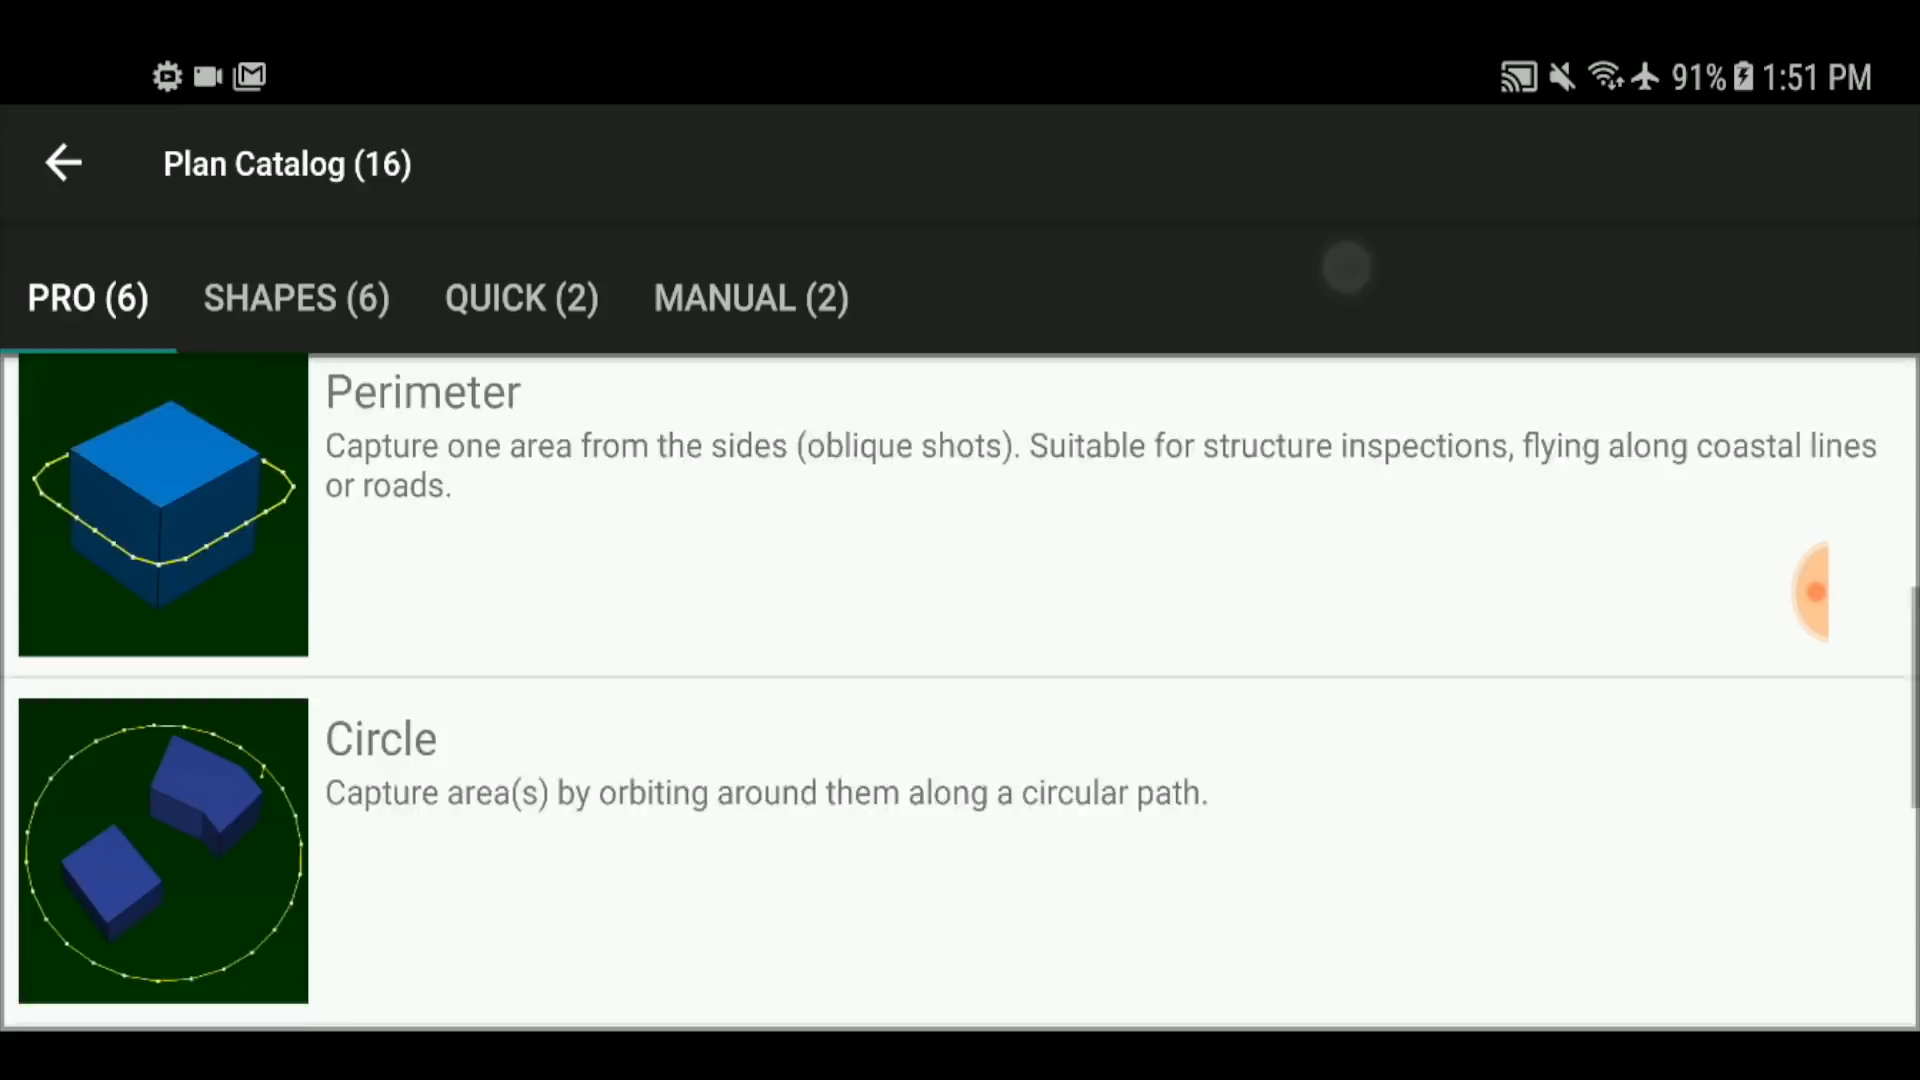 91% 1:51 PM
Plan Catalog (16)
PRO (6) SHAPES (6) QUICK (2) MANUAL (2)
Perimeter
Capture one area from the sides (oblique shots). Suitable for structure inspections, flying along coastal lines
or roads.
Circle
Capture area(s) by orbiting around them along a circular path.